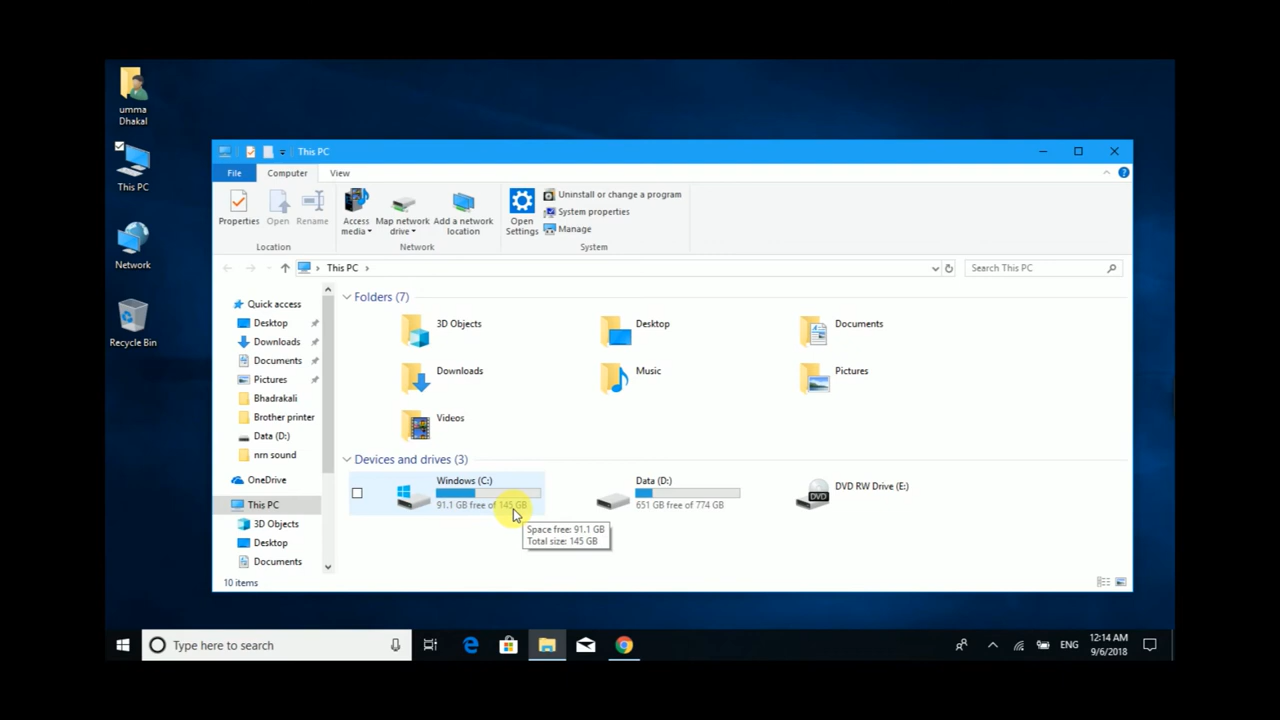 umma
Dhakal
This PC
Network
Recycle Bin
This PC
File
Computer
View
Properties
Open
Rename
Access
media
Map network
drive
Add a network
location
Open
Settings
Uninstall or change a program
System properties
Manage
Location
Network
System
This PC
Search This PC
Quick access
Desktop
Downloads
Documents
Pictures
Bhadrakali
Brother printer
Data (D:)
nrn sound
OneDrive
This PC
3D Objects
Desktop
Documents
Folders (7)
3D Objects
Desktop
Documents
Downloads
Music
Pictures
Videos
Devices and drives (3)
Windows (C:)
91.1 GB free of 145 GB
Data (D:)
651 GB free of 774 GB
DVD
DVD RW Drive (E:)
Space free: 91.1 GB
Total size: 145 GB
10 items
Type here to search
ENG
12:14 AM
9/6/2018